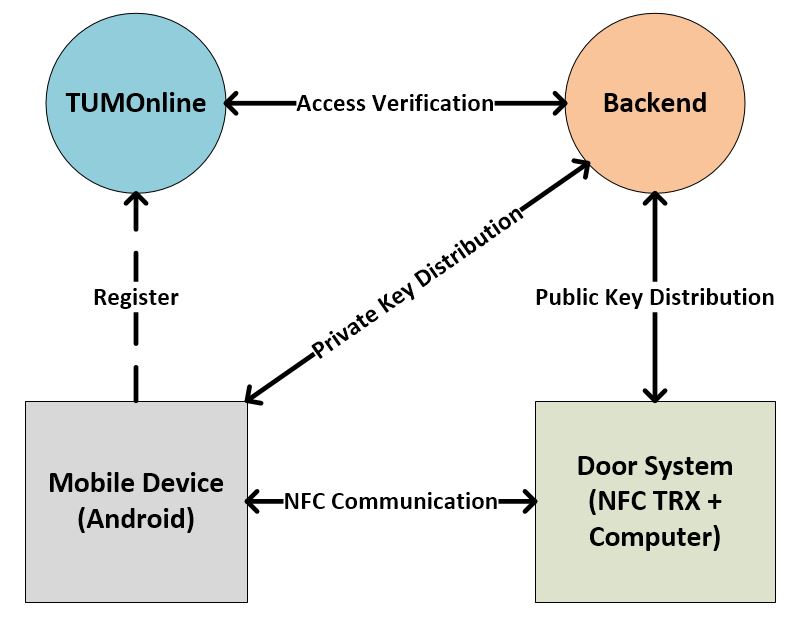 TUMOnline
Access Verification
Backend
Private Key Distribution
Register
Public Key Distribution
Mobile Device
(Android)
NFC Communication
Door System
(NFC TRX +
Computer)